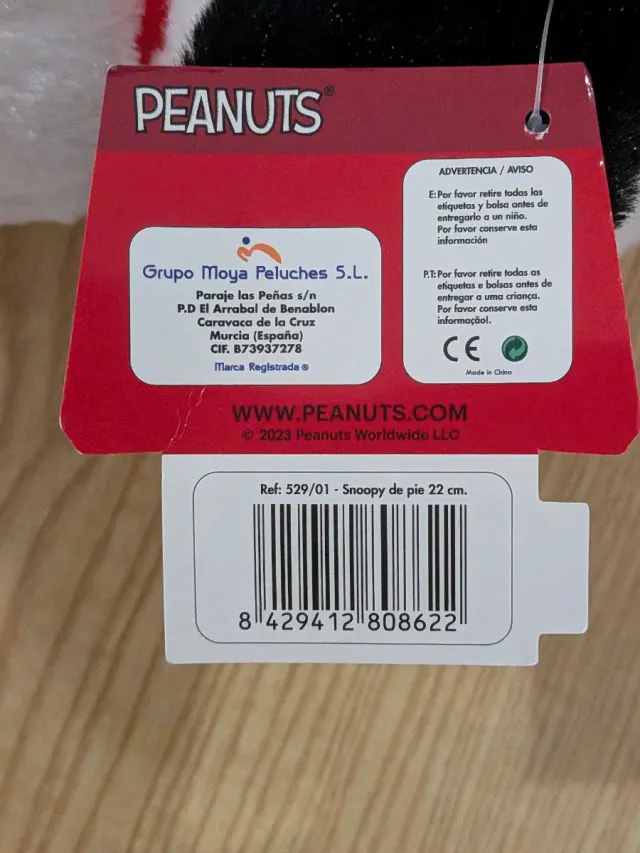 PEANUTS®
ADVERTENCIA / AVISO
E: Por favor retire todas las
etiquetas y bolsa antes de
entregarlo a un niño.
Por favor conserve esta
información
P.T: Por favor retire todas as
etiquetas e bolsas antes de
entregar a uma criança.
Por favor conserve esta
informaçãol.
CE
Made in China
Grupo Moya Peluches S.L.
Paraje las Peñas s/n
P.D El Arrabal de Benablon
Caravaca de la Cruz
Murcia (España)
CIF. B73937278
Marca Registrada ®
WWW.PEANUTS.COM
© 2023 Peanuts Worldwide LLC
Ref: 529/01 - Snoopy de pie 22 cm.
8 429412 808622